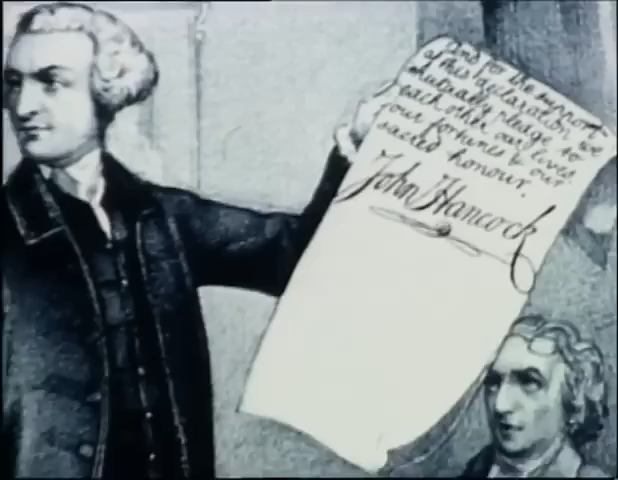 and for the support
of this declaration we
mutually pledge to
each other our lives
our fortunes & our
sacred honour.
John Hancock